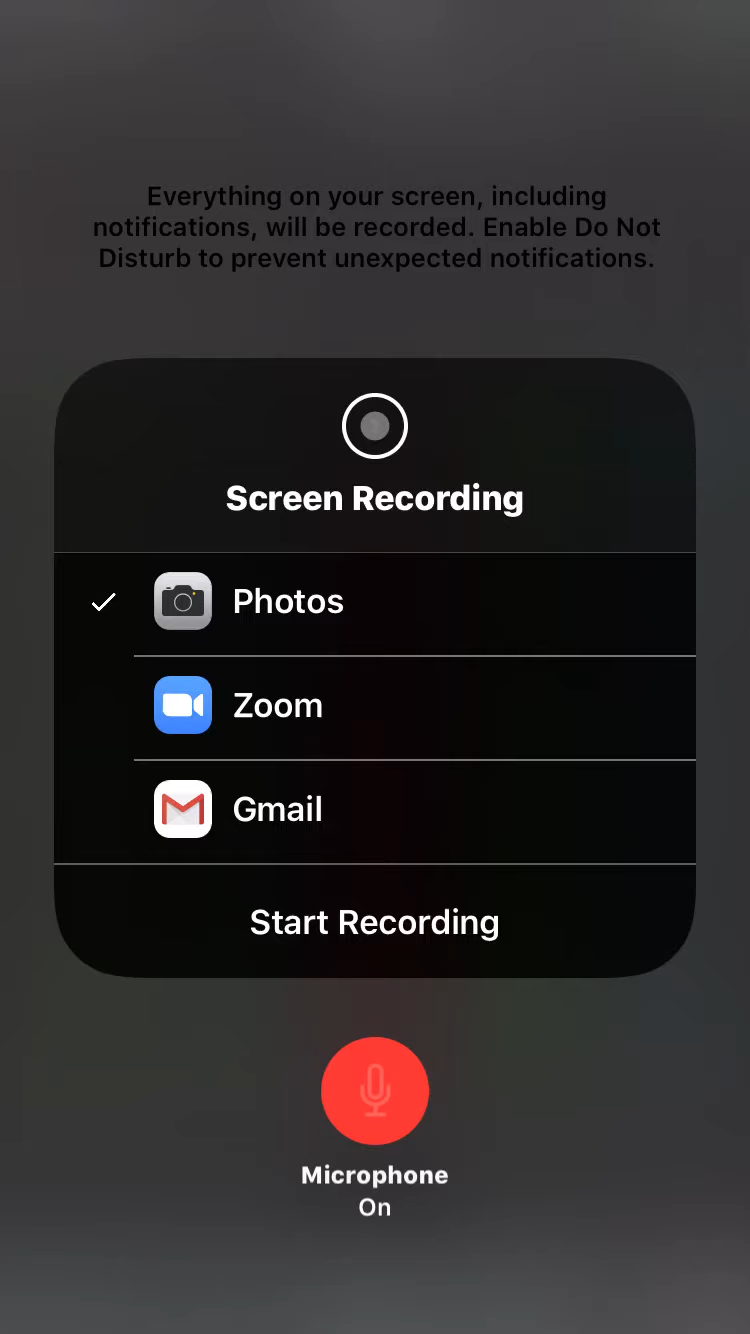 Everything on your screen, including
notifications, will be recorded. Enable Do Not
Disturb to prevent unexpected notifications.
Screen Recording
Photos
Zoom
Gmail
Start Recording
Microphone
On